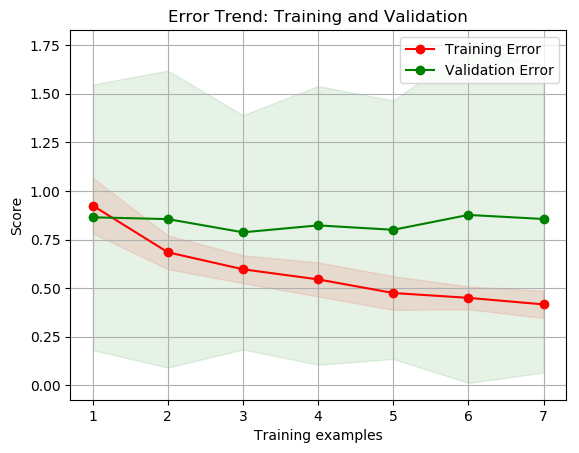 Error Trend: Training and Validation
Training Error
Validation Error
1.75
1.50
1.25
1.00
0.75
0.50
0.25
0.00
Score
1 2 3 4 5 6 7
Training examples